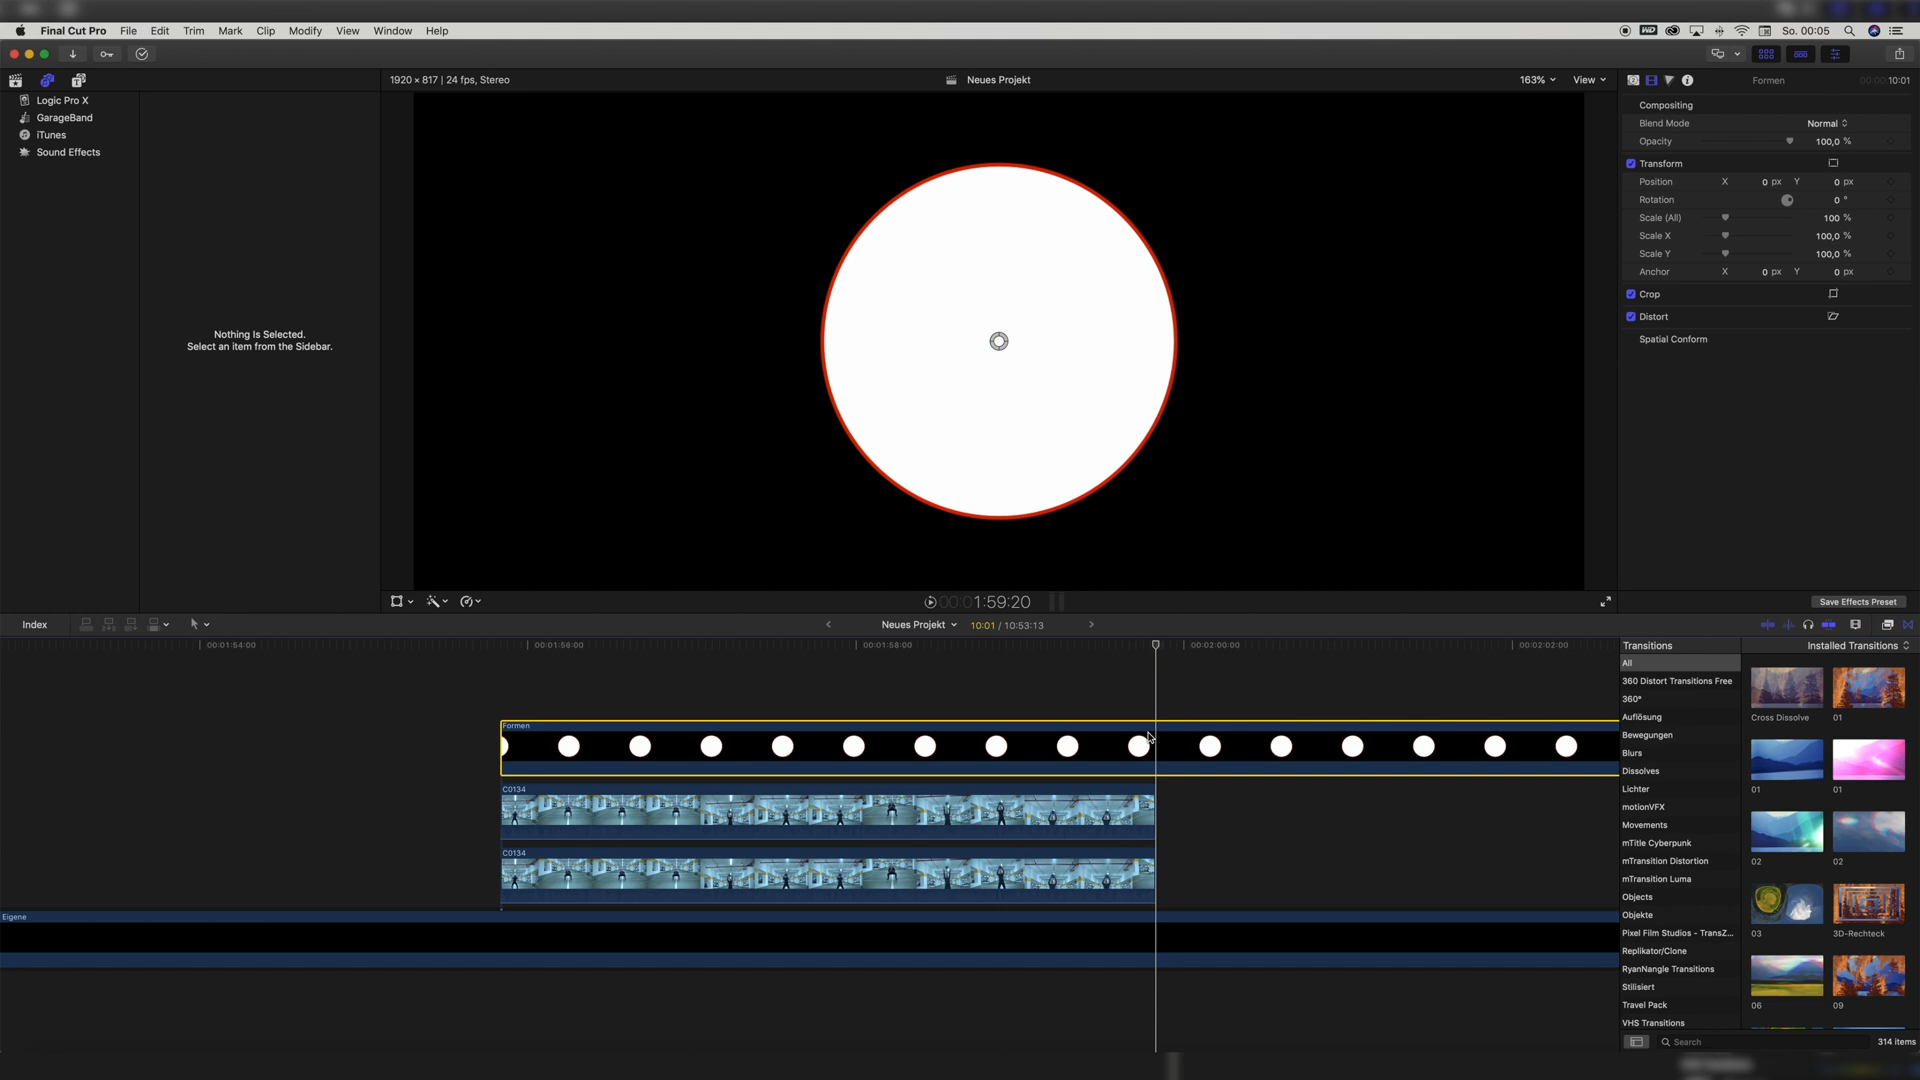 Final Cut Pro File Edit Trim Mark Clip Modify View Window Help
So. 00:05
1920 × 817 | 24 fps, Stereo
Neues Projekt
163%
View
Formen
00:00:10:01
Logic Pro X
GarageBand
iTunes
Sound Effects
Nothing Is Selected.
Select an item from the Sidebar.
Compositing
Blend Mode Normal
Opacity 100,0 %
Transform
Position X 0 px Y 0 px
Rotation 0 °
Scale (All) 100 %
Scale X 100,0 %
Scale Y 100,0 %
Anchor X 0 px Y 0 px
Crop
Distort
Spatial Conform
00:01:59:20
Save Effects Preset
Index
Neues Projekt
10:01 / 10:53:13
00:01:54:00
00:01:56:00
00:01:58:00
00:02:00:00
00:02:02:00
Formen
C0134
C0134
Eigene
Transitions
Installed Transitions
All
360 Distort Transitions Free
360°
Auflösung
Bewegungen
Blurs
Dissolves
Lichter
motionVFX
Movements
mTitle Cyberpunk
mTransition Distortion
mTransition Luma
Objects
Objekte
Pixel Film Studios - TransZ...
Replikator/Clone
RyanNangle Transitions
Stilisiert
Travel Pack
VHS Transitions
Cross Dissolve
01
01
01
02
02
03
3D-Rechteck
06
09
Search
314 items